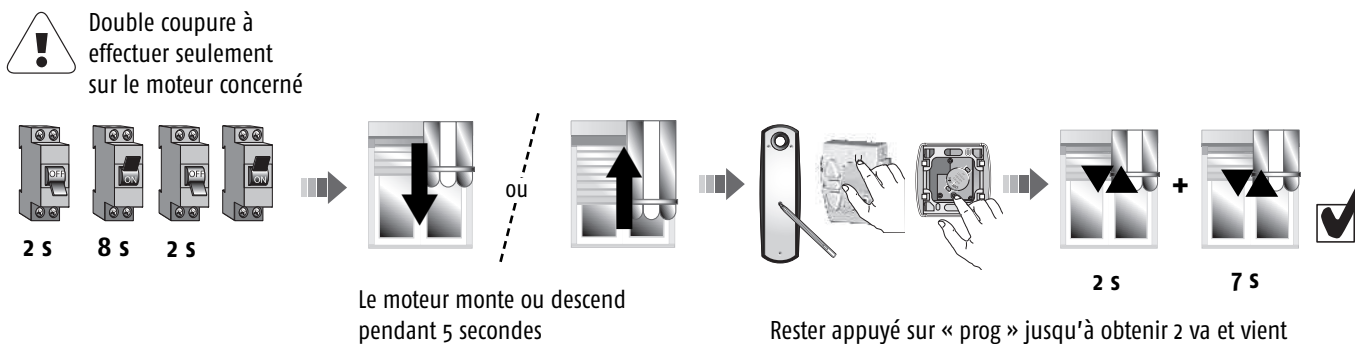 Double coupure à
effectuer seulement
sur le moteur concerné
OFF ON OFF ON
2 s 8 s 2 s
ou
+
2 s 7 s
Le moteur monte ou descend
pendant 5 secondes
Rester appuyé sur « prog » jusqu'à obtenir 2 va et vient